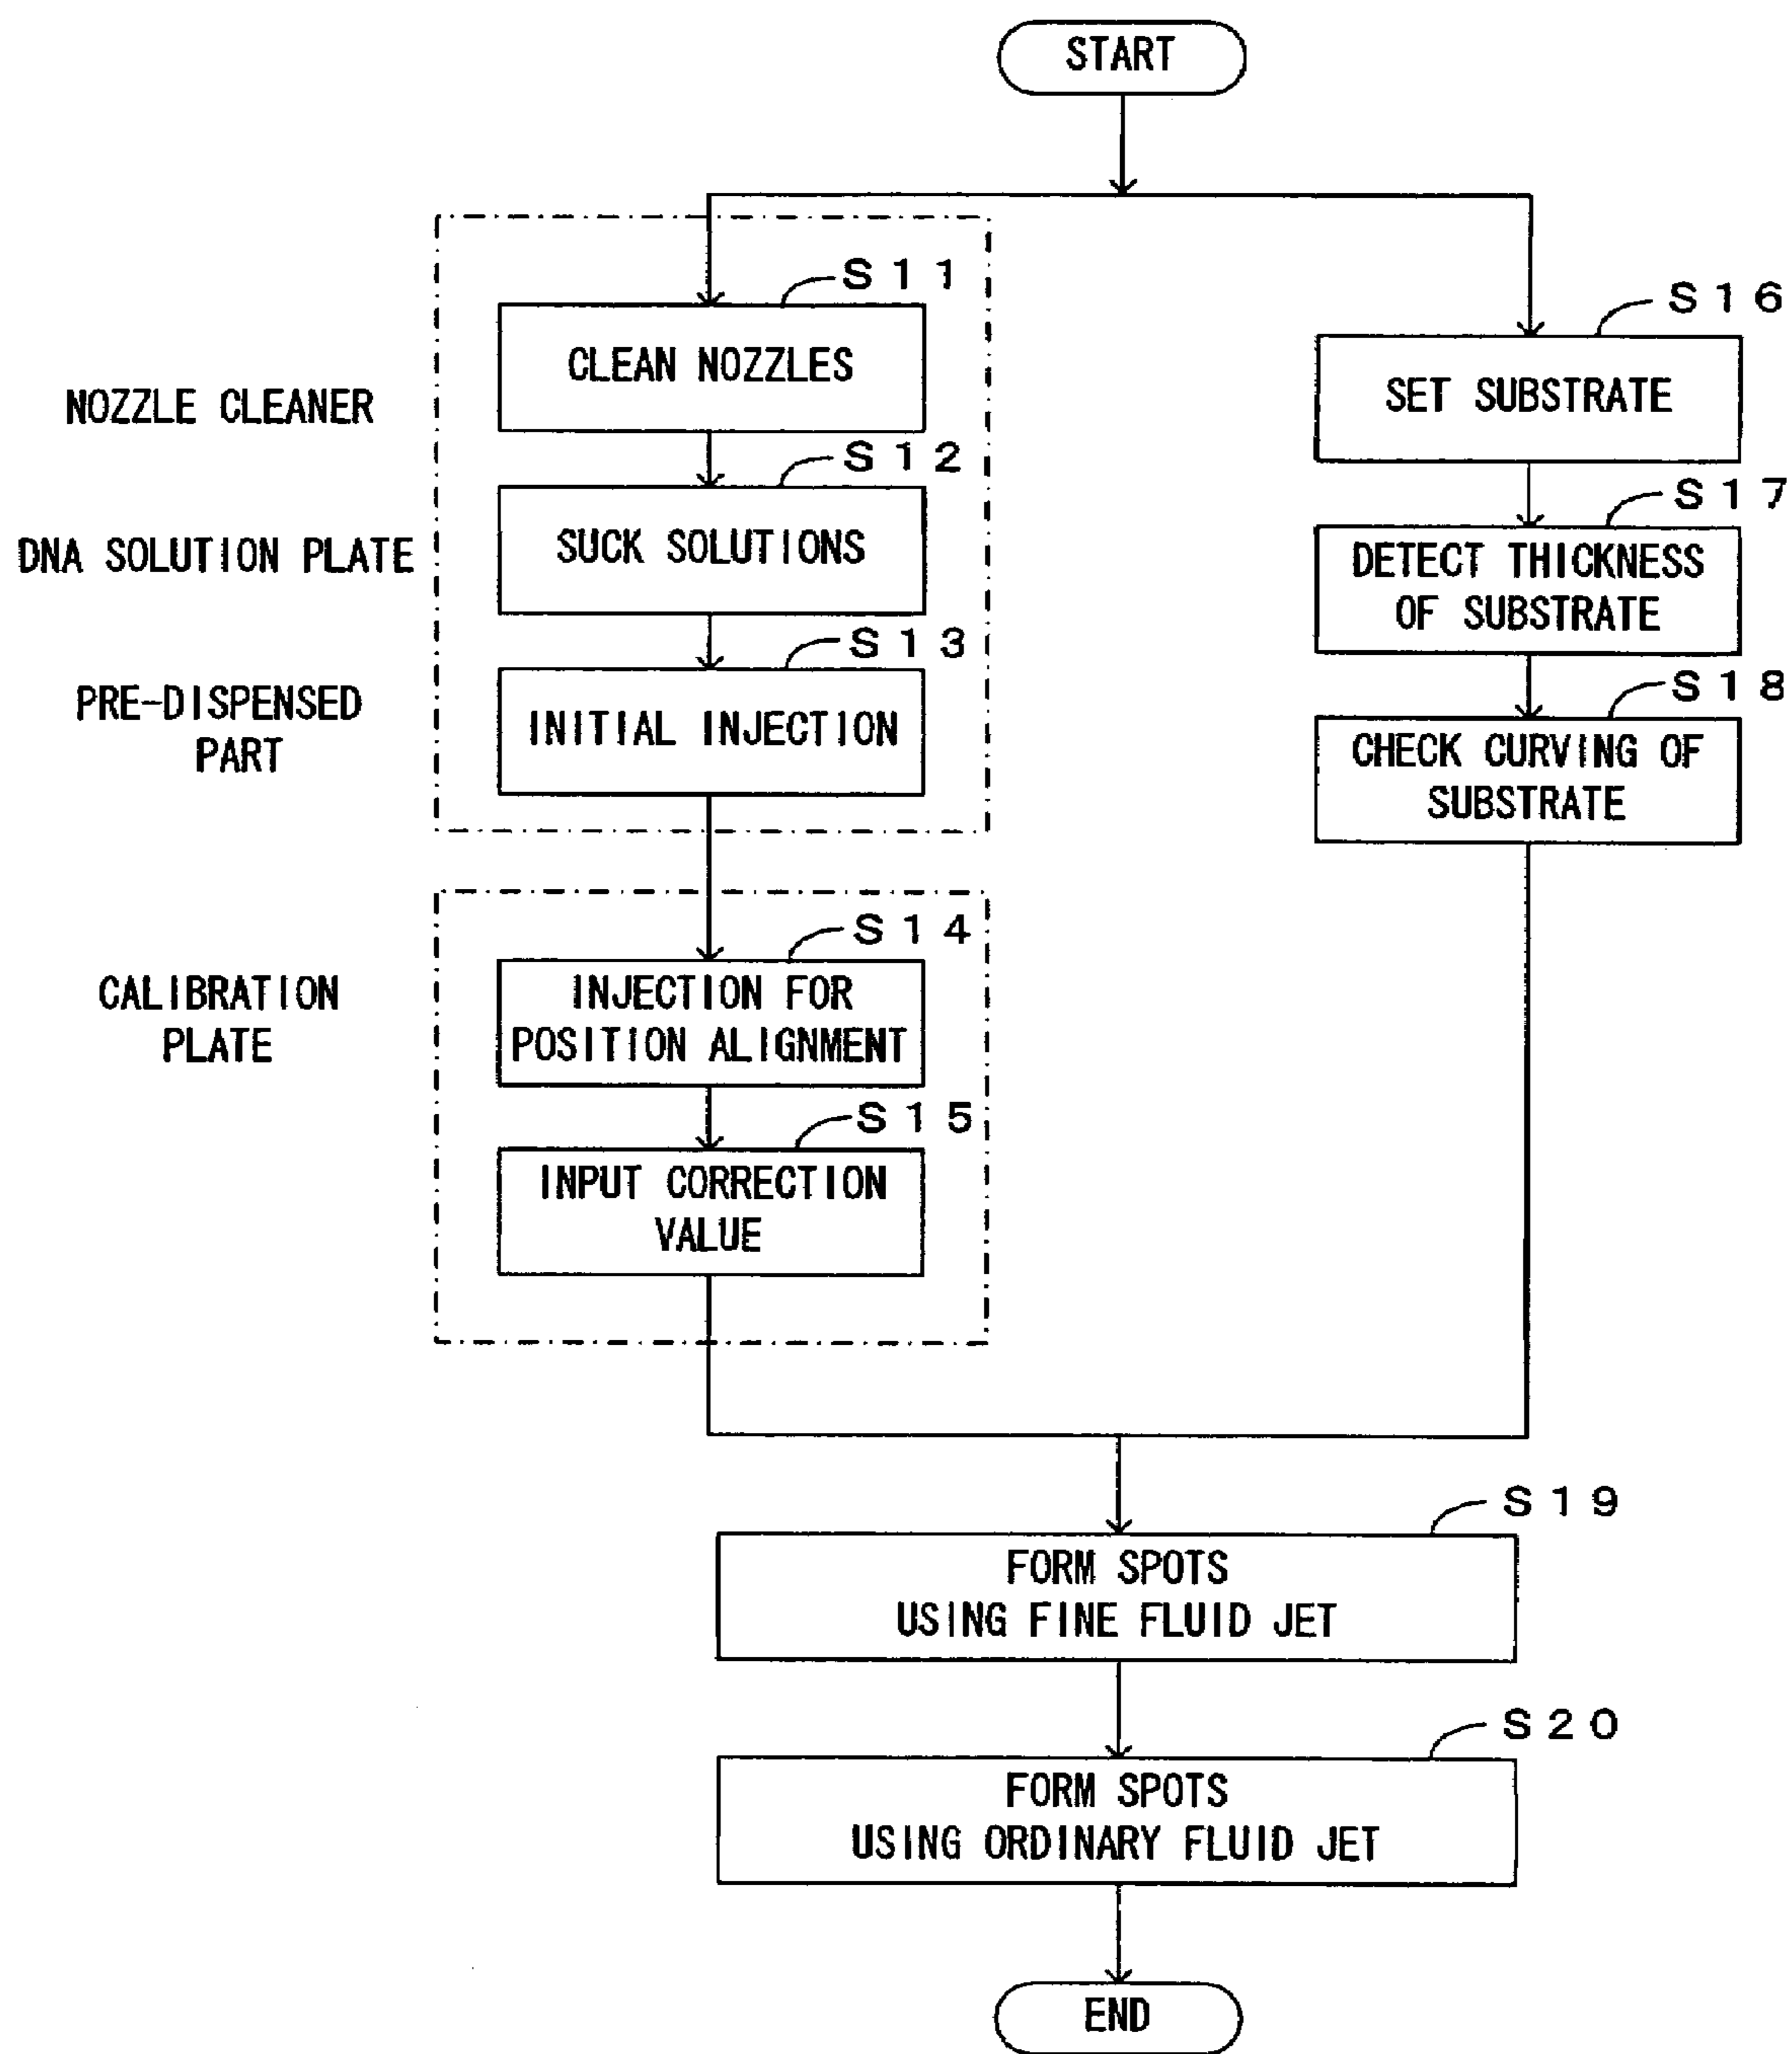 START
S11
CLEAN NOZZLES
NOZZLE CLEANER
S12
SUCK SOLUTIONS
DNA SOLUTION PLATE
S13
INITIAL INJECTION
PRE-DISPENSED
PART
S14
INJECTION FOR
POSITION ALIGNMENT
CALIBRATION
PLATE
S15
INPUT CORRECTION
VALUE
S16
SET SUBSTRATE
S17
DETECT THICKNESS
OF SUBSTRATE
S18
CHECK CURVING OF
SUBSTRATE
S19
FORM SPOTS
USING FINE FLUID JET
S20
FORM SPOTS
USING ORDINARY FLUID JET
END